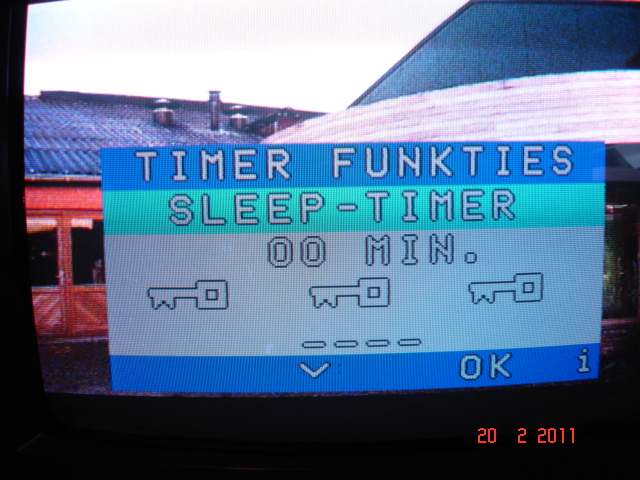 TIMER FUNKTIES
SLEEP-TIMER
00 MIN.
----
OK i
20 2 2011